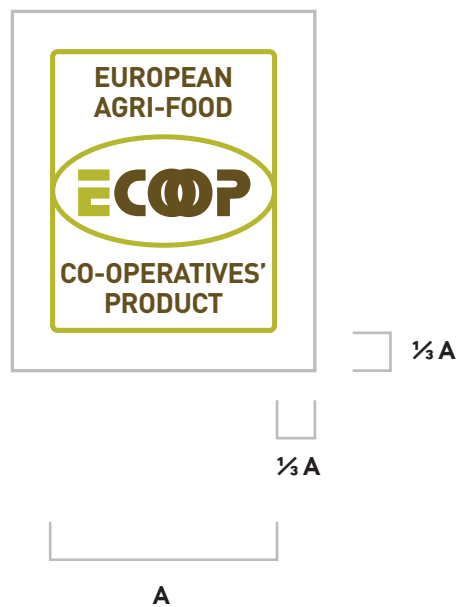 EUROPEAN
AGRI-FOOD
ECOOP
CO-OPERATIVES’
PRODUCT
⅓ A
⅓ A
A